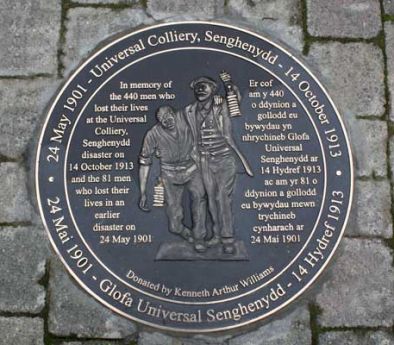 24 May 1901 - Universal Colliery, Senghenydd - 14 October 1913
In memory of
the 440 men who
lost their lives
at the Universal
Colliery,
Senghenydd
disaster on
14 October 1913
and the 81 men
who lost their
lives in an
earlier
disaster on
24 May 1901
Er cof
am y 440
o ddynion a
gollodd eu
bywydau yn
nhrychineb Glofa
Universal
Senghenydd ar
14 Hydref 1913
ac am yr 81 o
ddynion a gollodd
eu bywydau mewn
trychineb
cynharach ar
24 Mai 1901
Donated by Kenneth Arthur Williams
24 Mai 1901 - Glofa Universal Senghenydd - 14 Hydref 1913